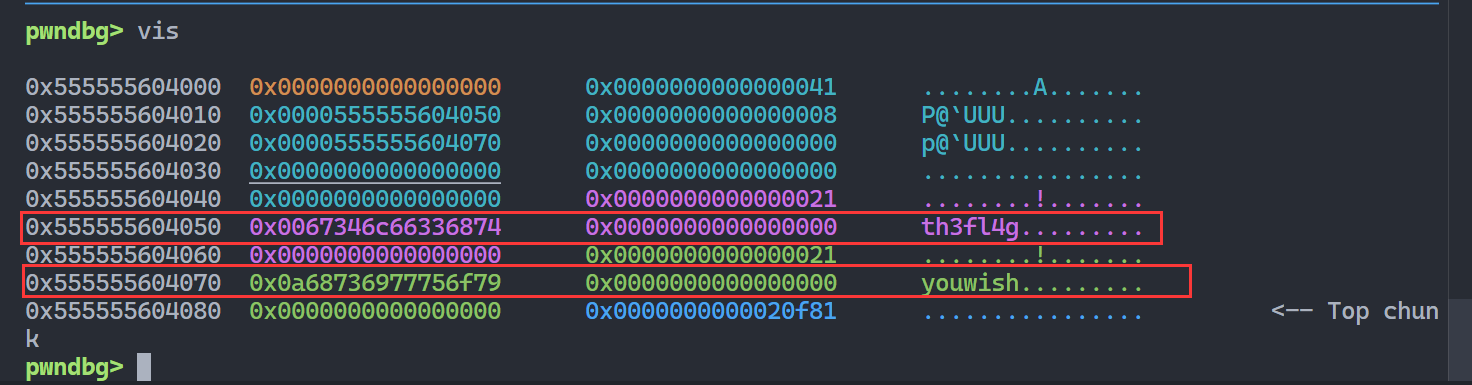 pwndbg> vis
0x555555604000 0x0000000000000000 0x0000000000000041 ........A.......
0x555555604010 0x0000555555604050 0x0000000000000008 P@`UUU..........
0x555555604020 0x0000555555604070 0x0000000000000000 p@`UUU..........
0x555555604030 0x0000000000000000 0x0000000000000000 ................
0x555555604040 0x0000000000000000 0x0000000000000021 ........!.......
0x555555604050 0x0067346c66336874 0x0000000000000000 th3fl4g.........
0x555555604060 0x0000000000000000 0x0000000000000021 ........!.......
0x555555604070 0x0a68736977756f79 0x0000000000000000 youwish.........
0x555555604080 0x0000000000000000 0x0000000000020f81 ................ <-- Top chun
k
pwndbg>